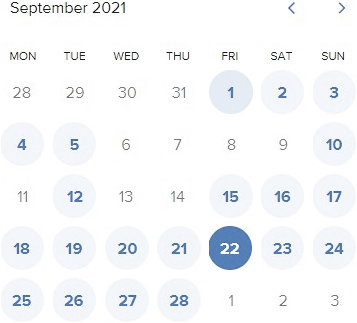 September 2021
MON TUE WED THU FRI SAT SUN
28 29 30 31 1 2 3
4 5 6 7 8 9 10
11 12 13 14 15 16 17
18 19 20 21 22 23 24
25 26 27 28 1 2 3